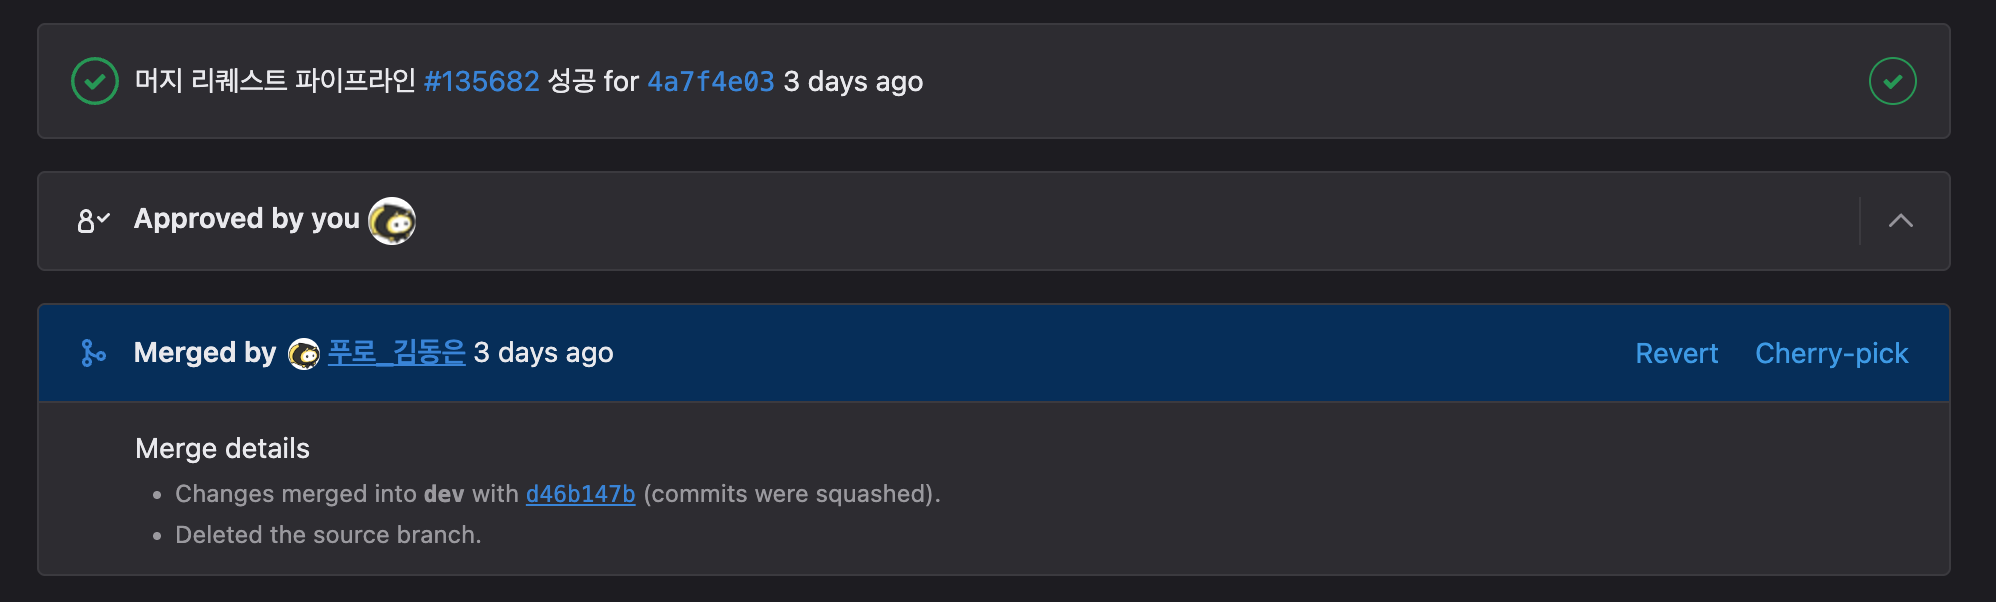 머지 리퀘스트 파이프라인 #135682 성공 for 4a7f4e03 3 days ago
Approved by you
Merged by 푸로_김동은 3 days ago
Revert Cherry-pick
Merge details
• Changes merged into dev with d46b147b (commits were squashed).
• Deleted the source branch.